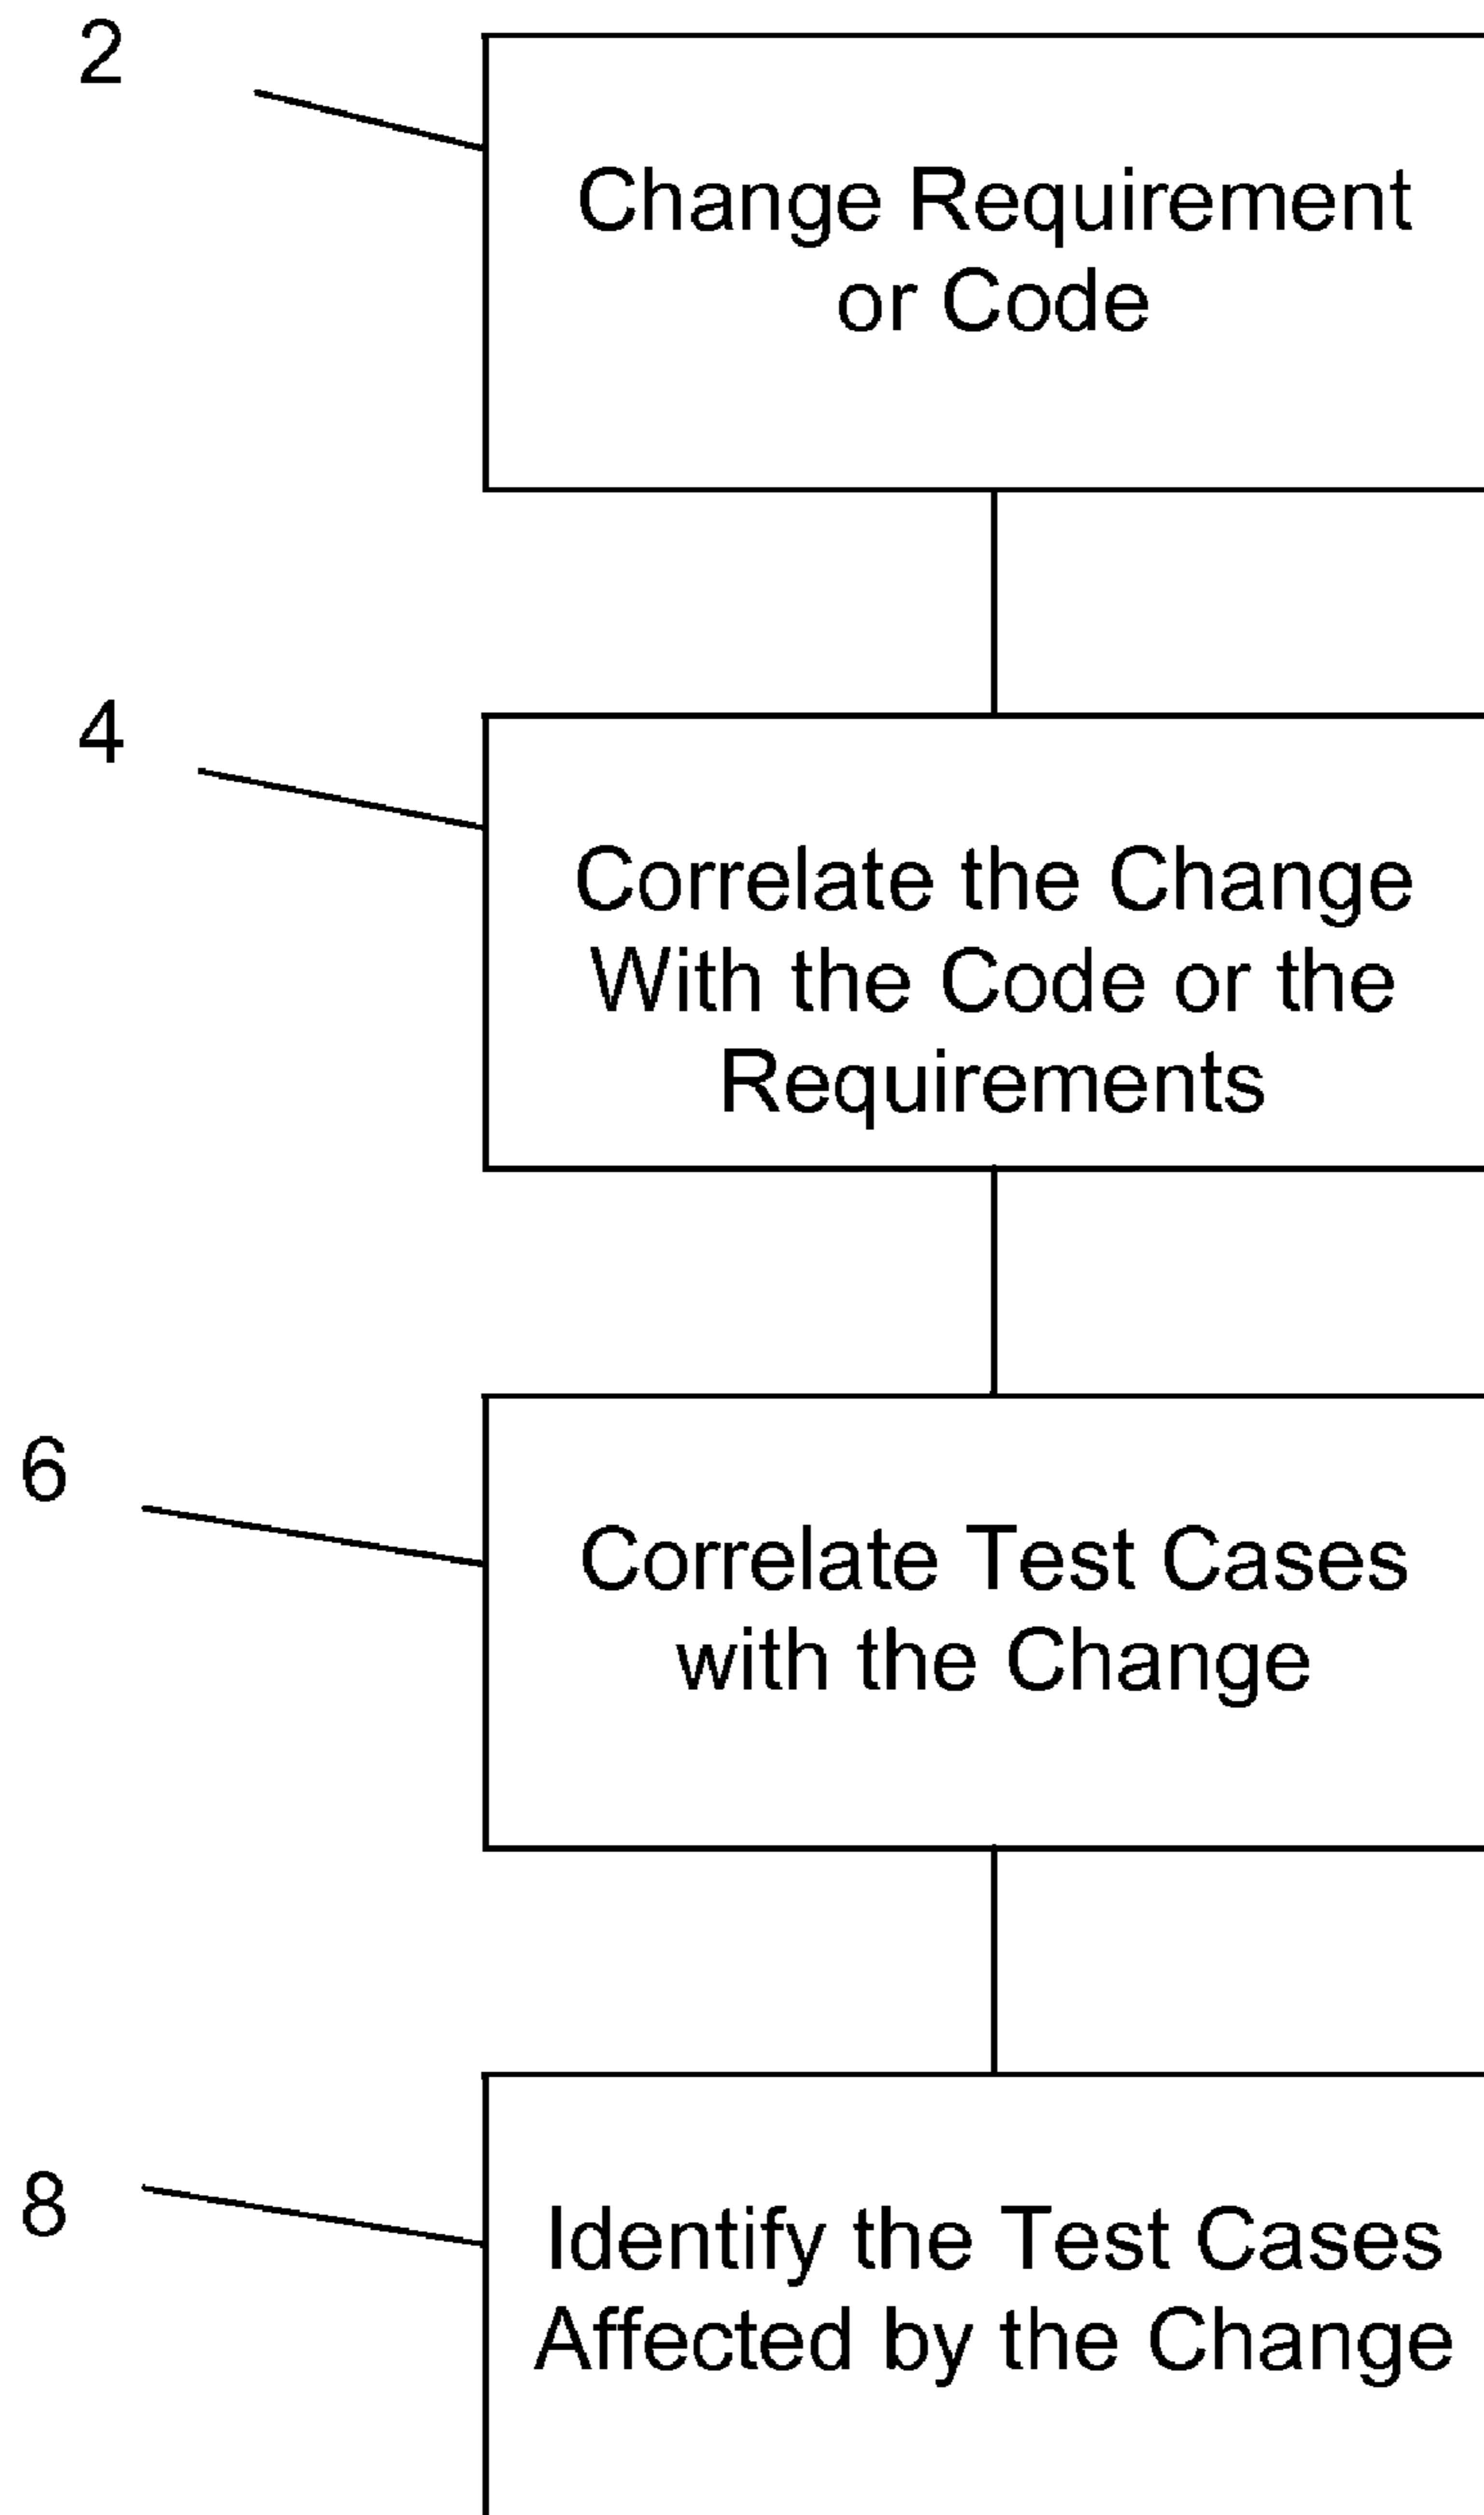 2
Change Requirement
or Code
4
Correlate the Change
With the Code or the
Requirements
6
Correlate Test Cases
with the Change
8
Identify the Test Cases
Affected by the Change